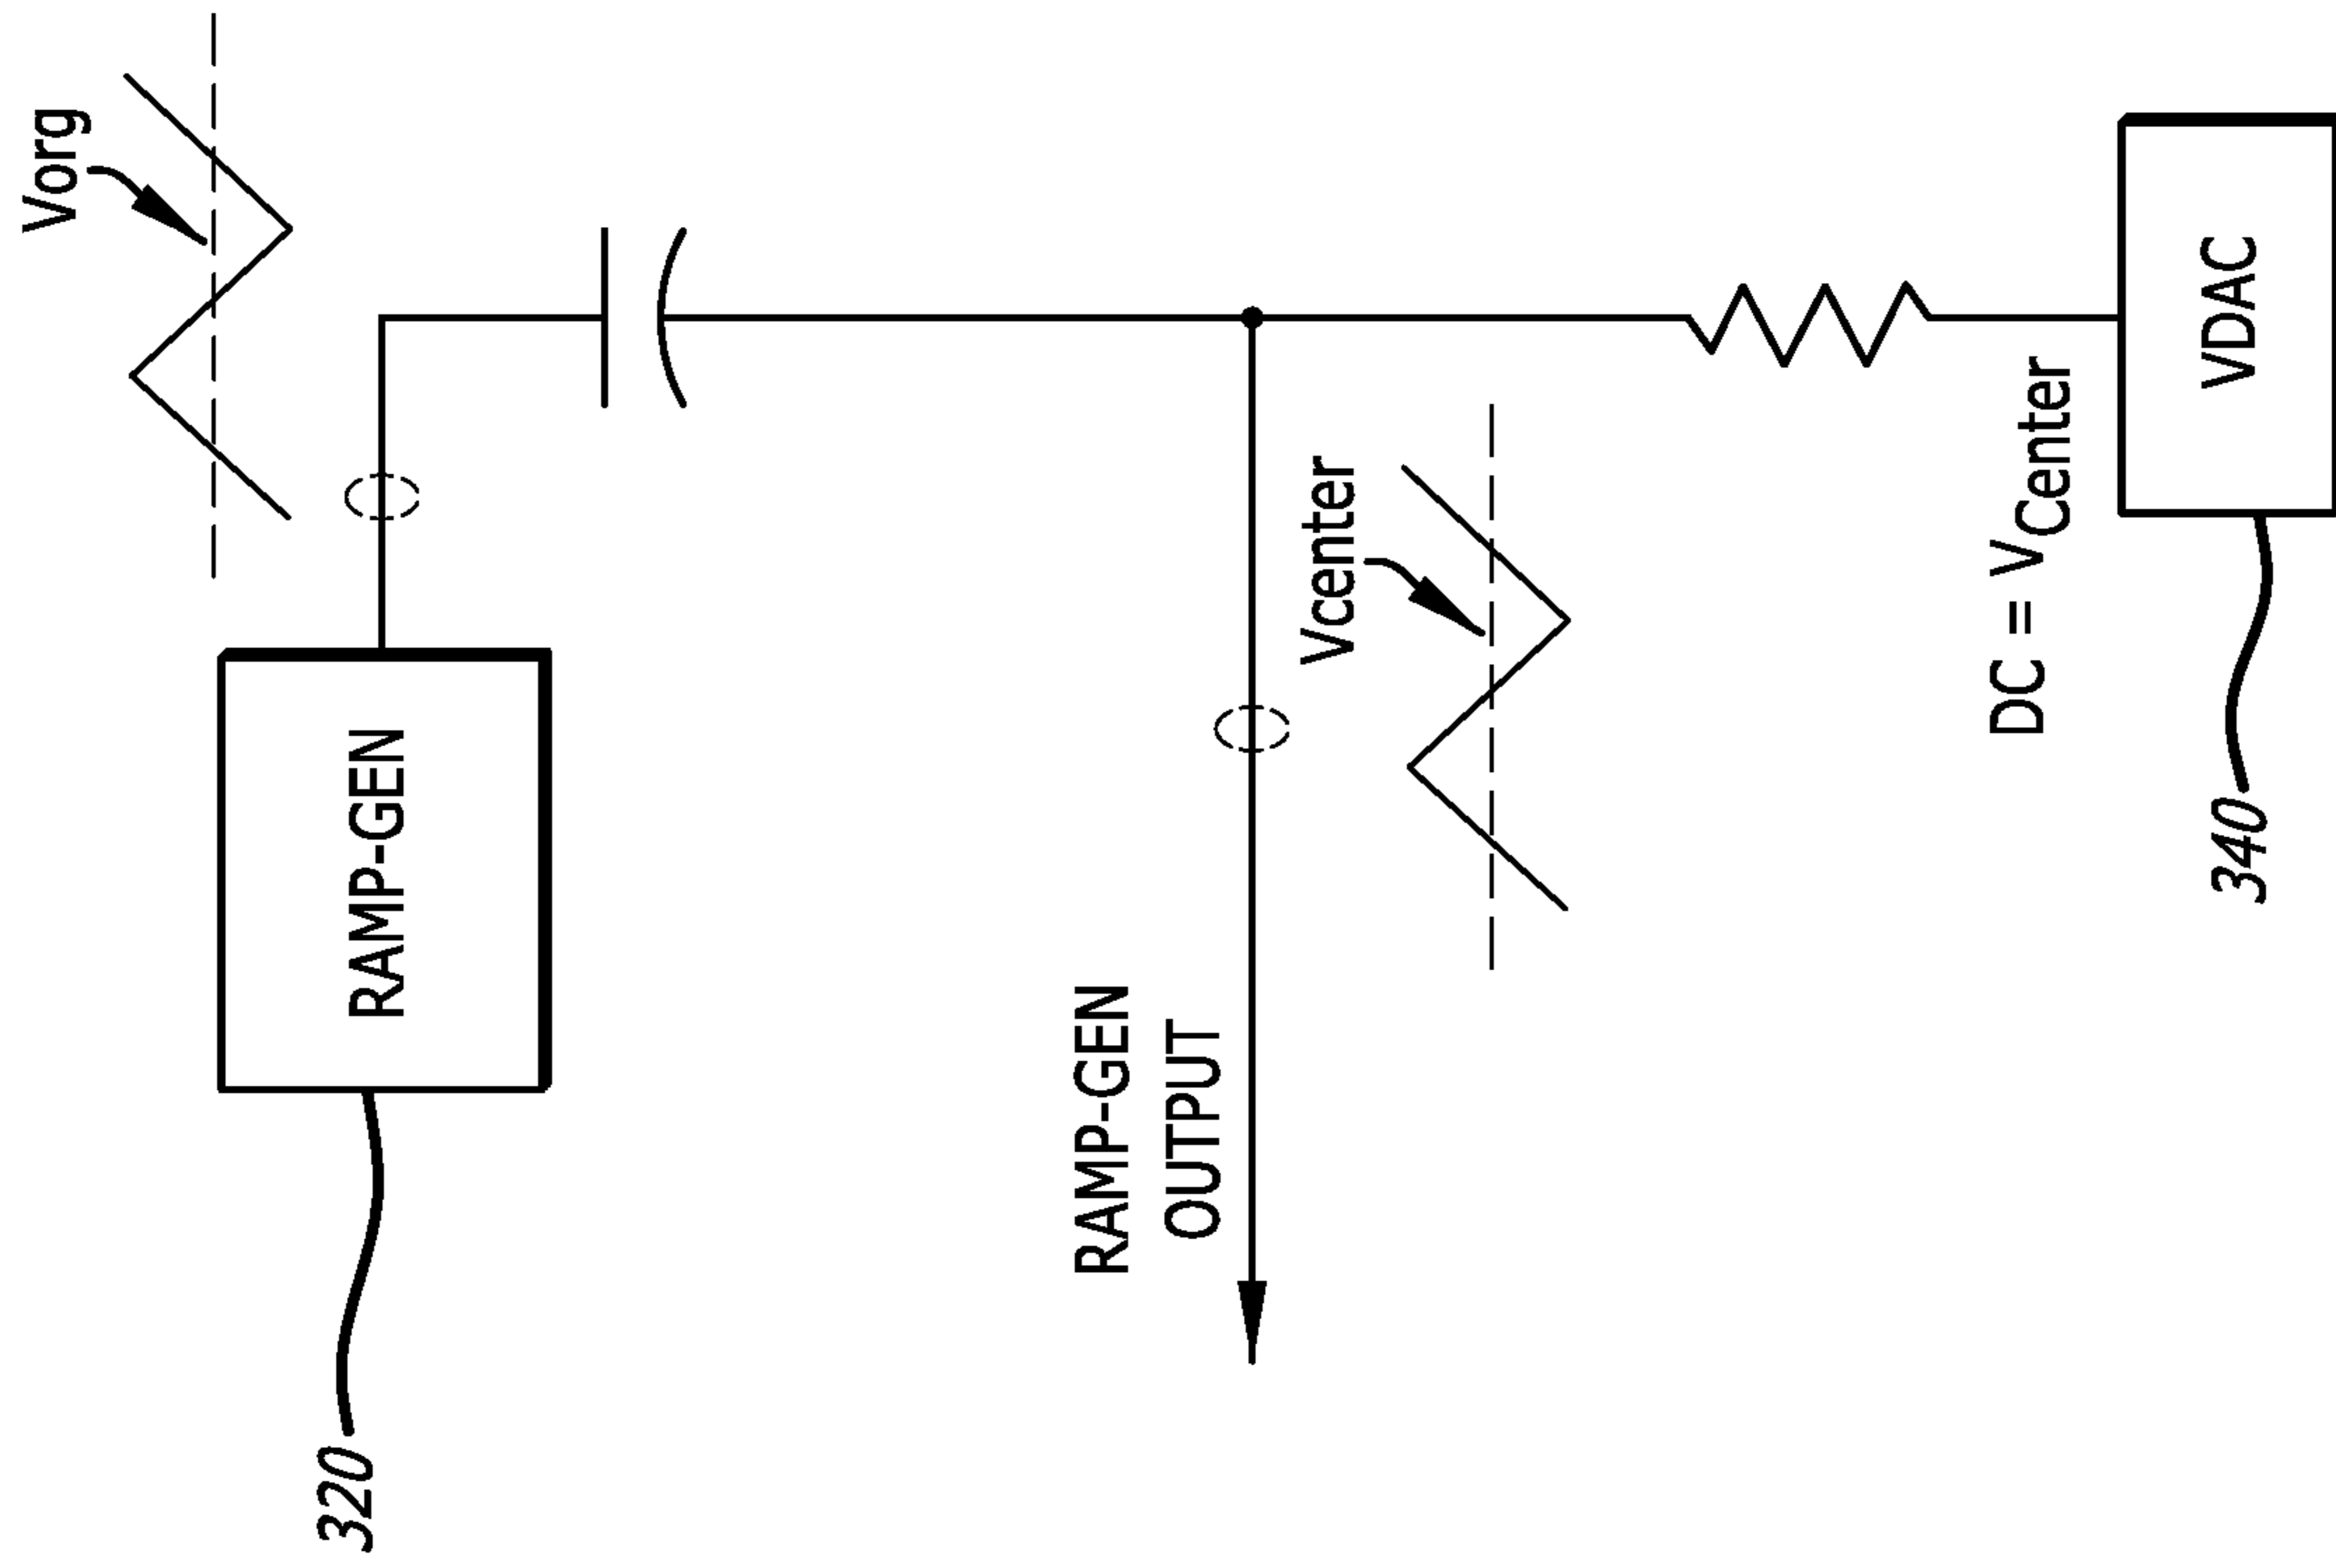 Vorg
RAMP-GEN
320
RAMP-GEN
OUTPUT
Vcenter
DC = VCenter
VDAC
340